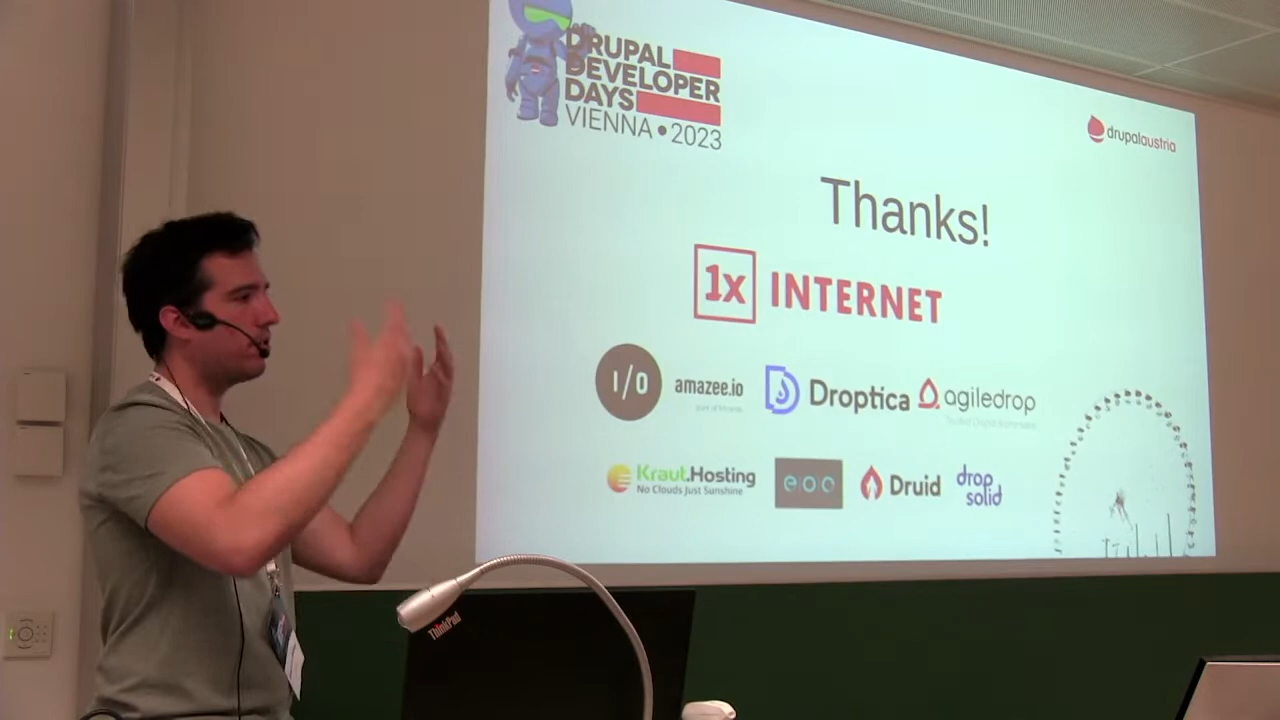 DRUPAL
DEVELOPER
DAYS
VIENNA • 2023
drupalaustria
Thanks!
1x INTERNET
I/O amazee.io
Droptica
agiledrop
Kraut.Hosting
No Clouds Just Sunshine
Druid
drop
solid
ThinkPad